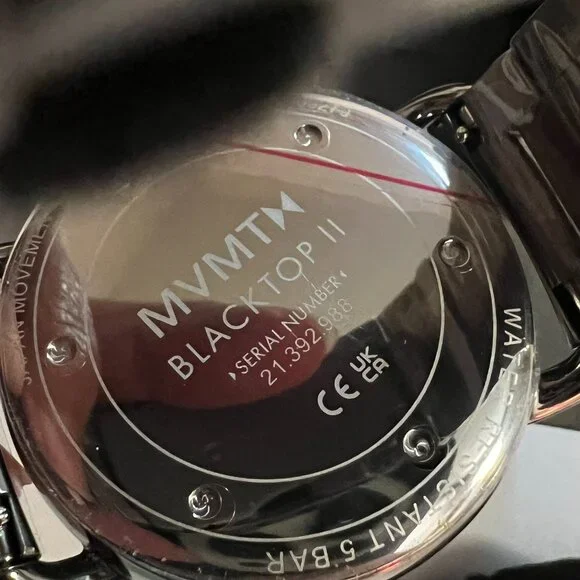 MVMT
BLACKTOP II
SERIAL NUMBER
21.392.988
CE UK
CA
JAPAN MOVEMENT
WATER RESISTANT 5 BAR